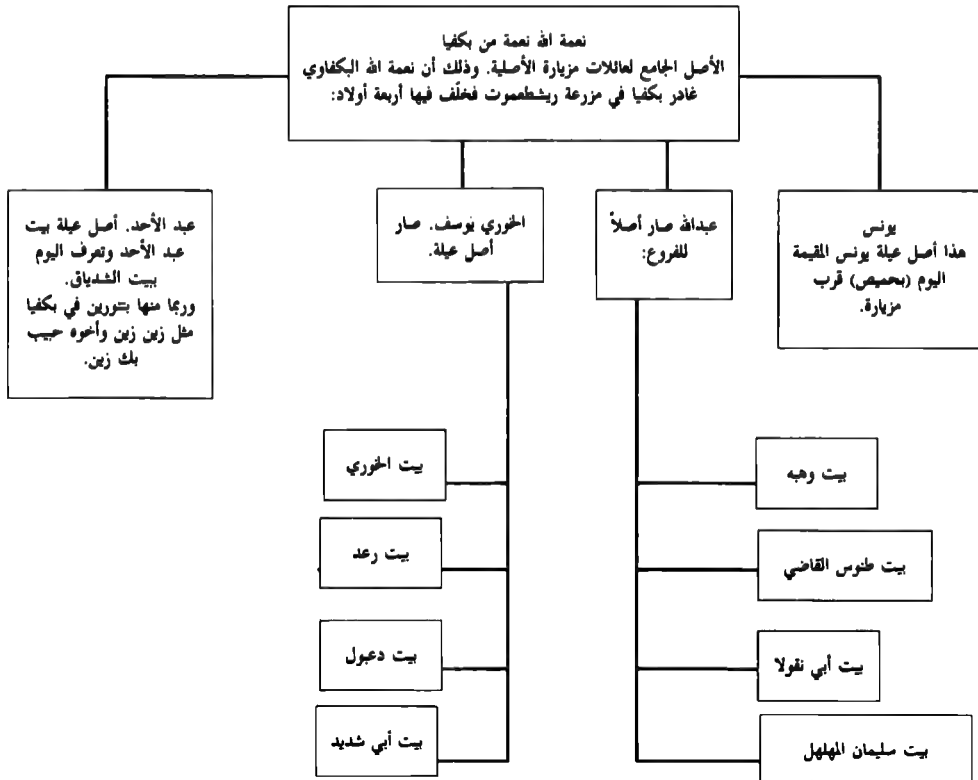 نعمة الله نعمة من بكفيا
الأصل الجامع لعائلات مزيارة الأصلية. وذلك أن نعمة الله البكفاوي
غادر بكفيا في مزرعة ريشطعموت فخلّف فيها أربعة أولاد:
يونس
هذا أصل عيلة يونس المقيمة
اليوم (بحميص) قرب
مزيارة.
عبدالله صار أصلاً
للفروع:
الخوري يوسف. صار
أصل عيلة.
عبد الأحد. أصل عيلة بيت
عبد الأحد وتعرف اليوم
ببيت الشدياق.
وربما منها بتنورين في بكفيا
مثل زين زين وأخوه حبيب
بك زين.
بيت وهبه
بيت طنوس القاضي
بيت أبي نقولا
بيت سليمان المهلهل
بيت الخوري
بيت رعد
بيت دعبول
بيت أبي شديد